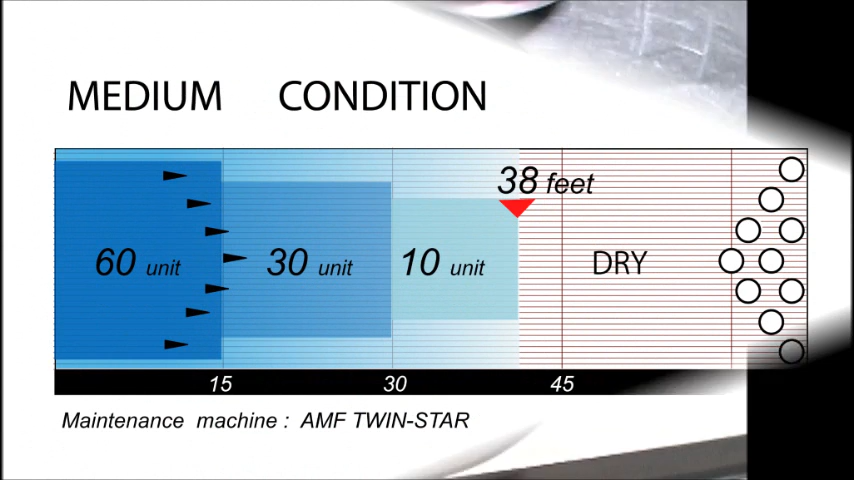 MEDIUM CONDITION
38 feet
60 unit 30 unit 10 unit DRY
15 30 45
Maintenance machine : AMF TWIN-STAR